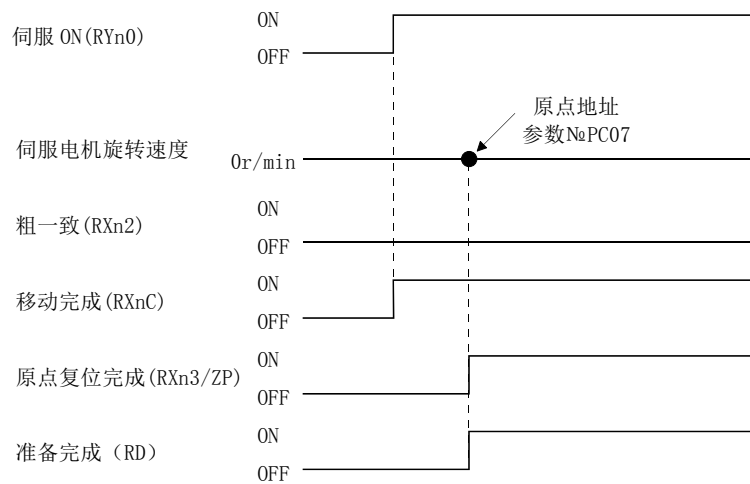 伺服 ON(RYn0)
ON
OFF
原点地址
参数№PC07
伺服电机旋转速度
0r/min
粗一致(RXn2)
ON
OFF
移动完成(RXnC)
ON
OFF
原点复位完成(RXn3/ZP)
ON
OFF
准备完成（RD）
ON
OFF